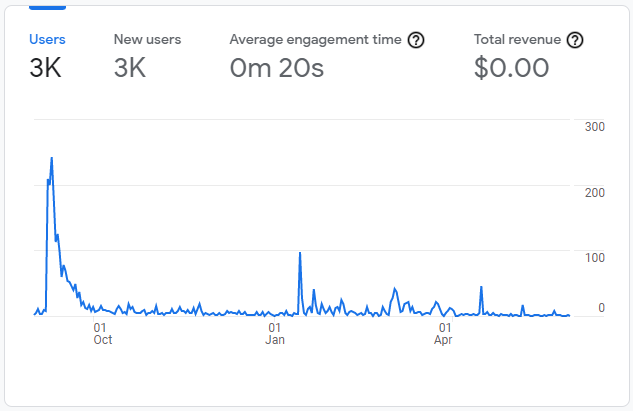 Users
3K
New users
3K
Average engagement time ?
0m 20s
Total revenue ?
$0.00
300
200
100
0
01
Oct
01
Jan
01
Apr